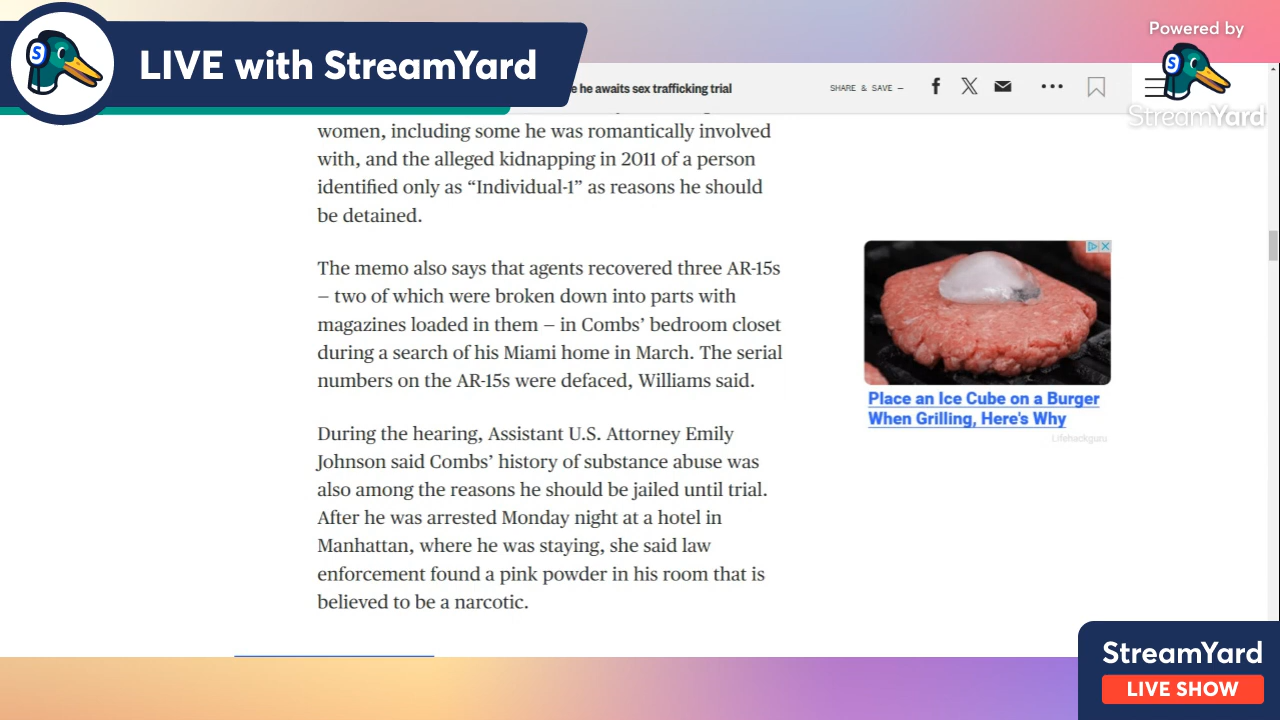 LIVE with StreamYard
Powered by
StreamYard
e he awaits sex trafficking trial
SHARE & SAVE —
women, including some he was romantically involved
with, and the alleged kidnapping in 2011 of a person
identified only as “Individual-1” as reasons he should
be detained.
The memo also says that agents recovered three AR-15s
— two of which were broken down into parts with
magazines loaded in them — in Combs’ bedroom closet
during a search of his Miami home in March. The serial
numbers on the AR-15s were defaced, Williams said.
During the hearing, Assistant U.S. Attorney Emily
Johnson said Combs’ history of substance abuse was
also among the reasons he should be jailed until trial.
After he was arrested Monday night at a hotel in
Manhattan, where he was staying, she said law
enforcement found a pink powder in his room that is
believed to be a narcotic.
Place an Ice Cube on a Burger
When Grilling, Here's Why
Lifehackguru
StreamYard
LIVE SHOW